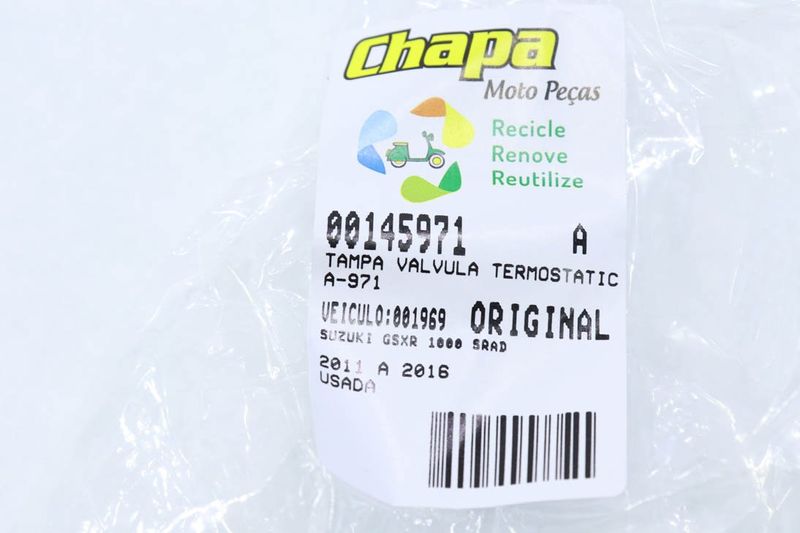 Chapa
Moto Peças
Recicle
Renove
Reutilize
00145971 A
TAMPA VALVULA TERMOSTATIC
A-971
VEICULO:001969 ORIGINAL
SUZUKI GSXR 1000 SRAD
2011 A 2016
USADA